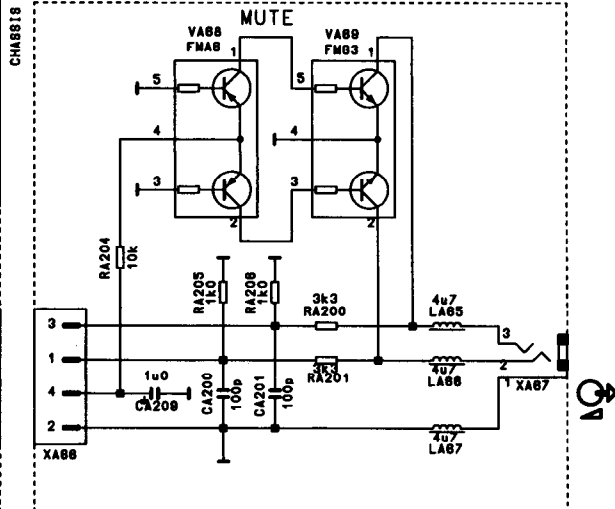 CHASSIS
MUTE
VA68
FMA6
VA69
FMG3
1
1
5
5
4
4
3
3
2
2
RA204
10k
RA205
1k0
RA206
1k0
3k3
RA200
4u7
LA65
3
3
1
3k3
RA201
4u7
LA66
2
1
XA67
4
1u0
CA209
CA200
100p
CA201
100p
2
4u7
LA67
XA66